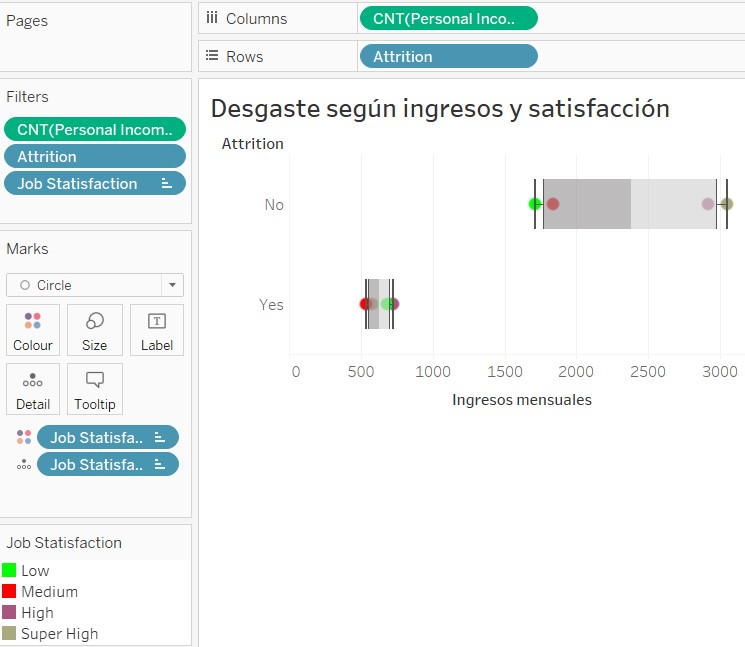 Pages
Columns
CNT(Personal Inco..
Rows
Attrition
Filters
CNT(Personal Incom..
Attrition
Job Statisfaction
Marks
Circle
Colour
Size
Label
Detail
Tooltip
Job Statisfa..
Job Statisfa..
Job Statisfaction
Low
Medium
High
Super High
Desgaste según ingresos y satisfacción
Attrition
No
Yes
0 500 1000 1500 2000 2500 3000
Ingresos mensuales